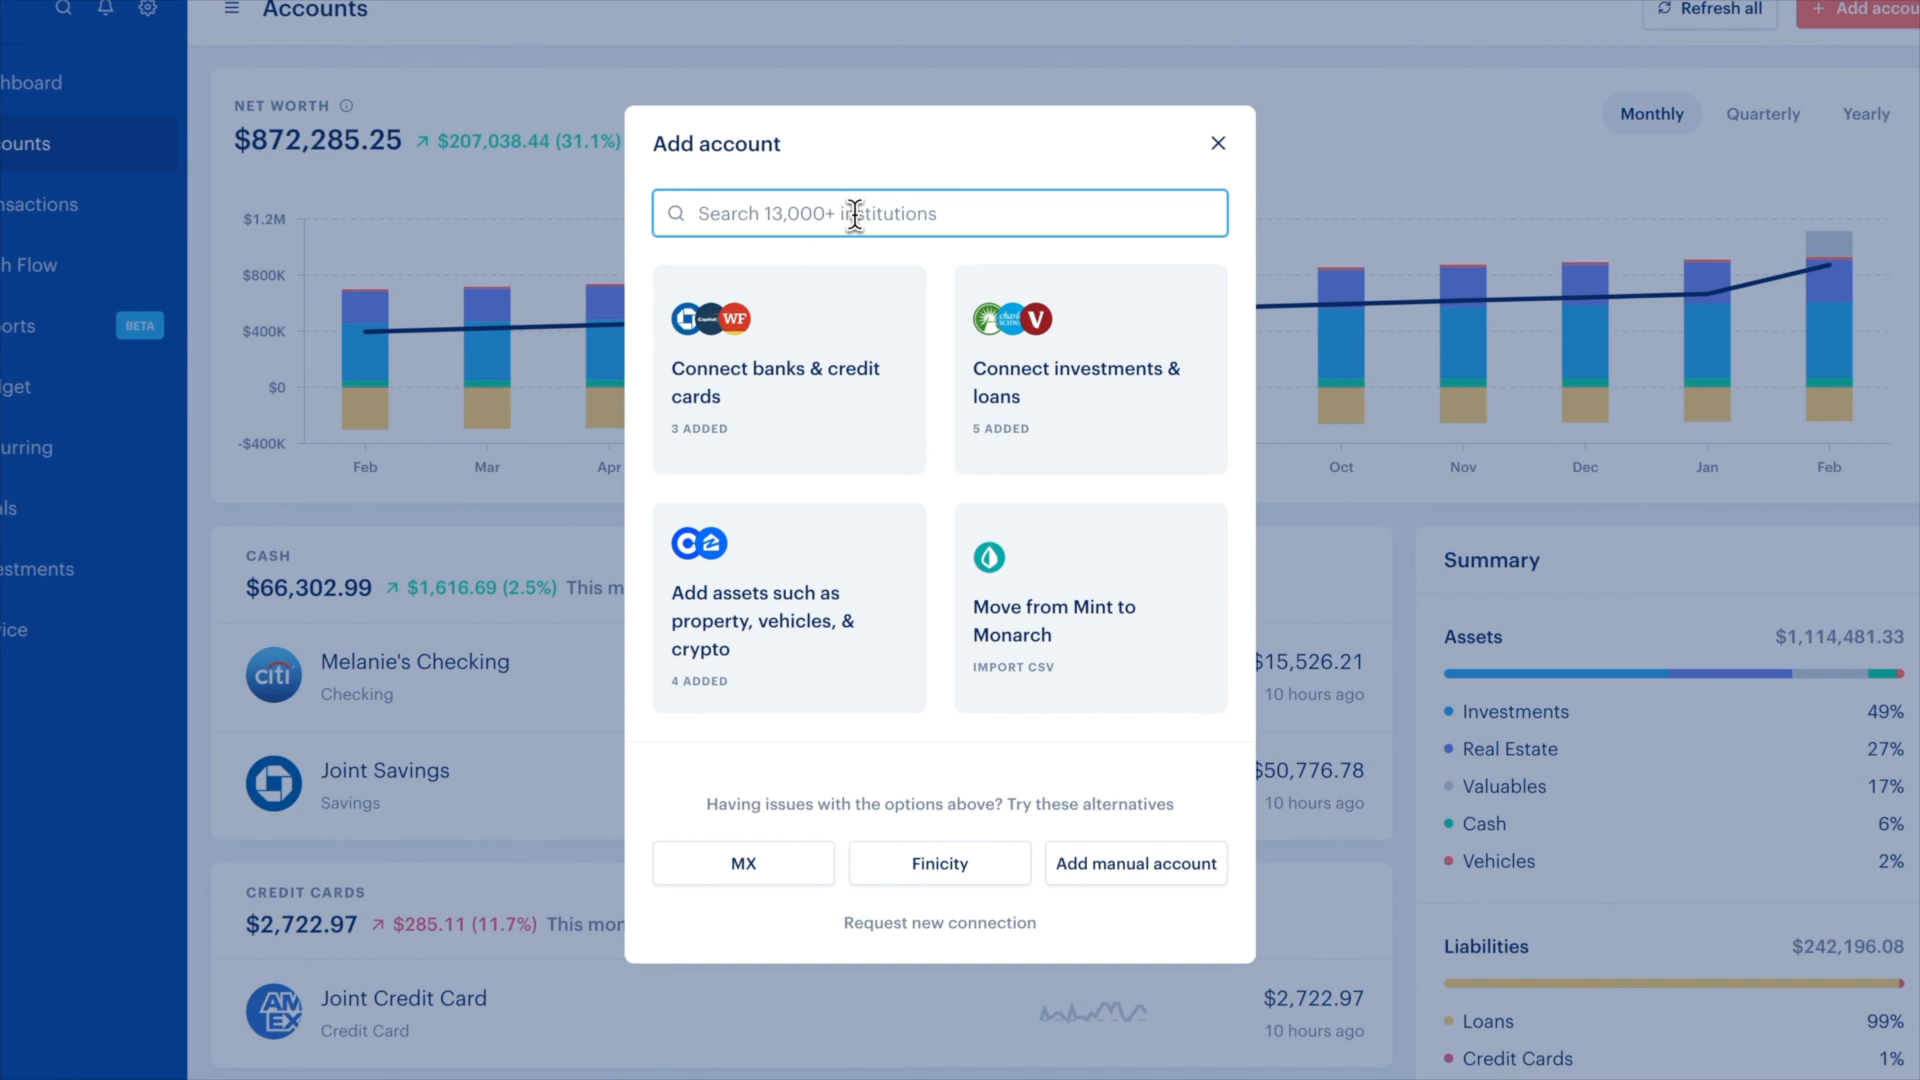 Accounts
Refresh all
+ Add accou
hboard
ounts
nsactions
h Flow
orts
BETA
get
urring
ls
estments
ice
NET WORTH
$872,285.25
$207,038.44 (31.1%)
Monthly
Quarterly
Yearly
$1.2M
$800K
$400K
$0
-$400K
Feb
Mar
Apr
Oct
Nov
Dec
Jan
Feb
Add account
Search 13,000+ institutions
WF
charles
SCHWAB
V
Connect banks & credit
cards
3 ADDED
Connect investments &
loans
5 ADDED
Add assets such as
property, vehicles, &
crypto
4 ADDED
Move from Mint to
Monarch
IMPORT CSV
Having issues with the options above? Try these alternatives
MX
Finicity
Add manual account
Request new connection
CASH
$66,302.99
$1,616.69 (2.5%)
This m
citi
Melanie's Checking
Checking
$15,526.21
10 hours ago
Joint Savings
Savings
$50,776.78
10 hours ago
CREDIT CARDS
$2,722.97
$285.11 (11.7%)
This mon
AM
EX
Joint Credit Card
Credit Card
$2,722.97
10 hours ago
Summary
Assets
$1,114,481.33
Investments
49%
Real Estate
27%
Valuables
17%
Cash
6%
Vehicles
2%
Liabilities
$242,196.08
Loans
99%
Credit Cards
1%